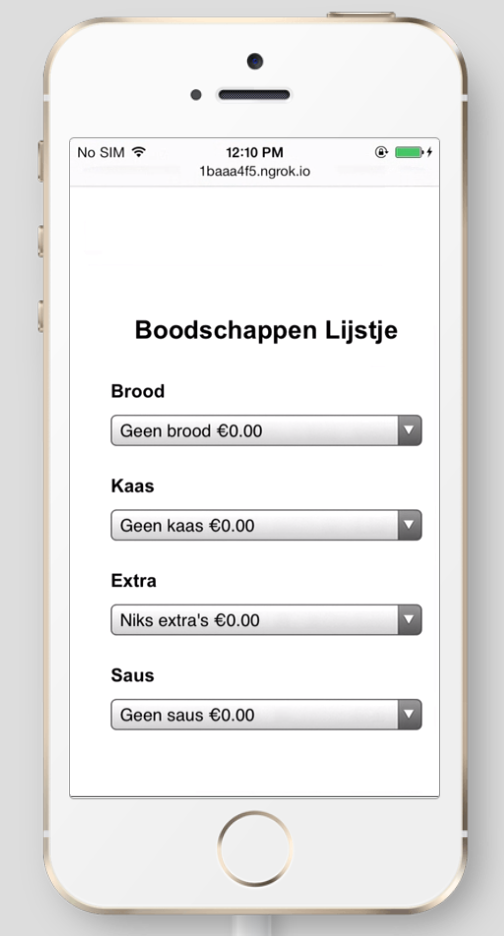 No SIM 12:10 PM
1baaa4f5.ngrok.io
Boodschappen Lijstje
Brood
Geen brood €0.00
Kaas
Geen kaas €0.00
Extra
Niks extra's €0.00
Saus
Geen saus €0.00